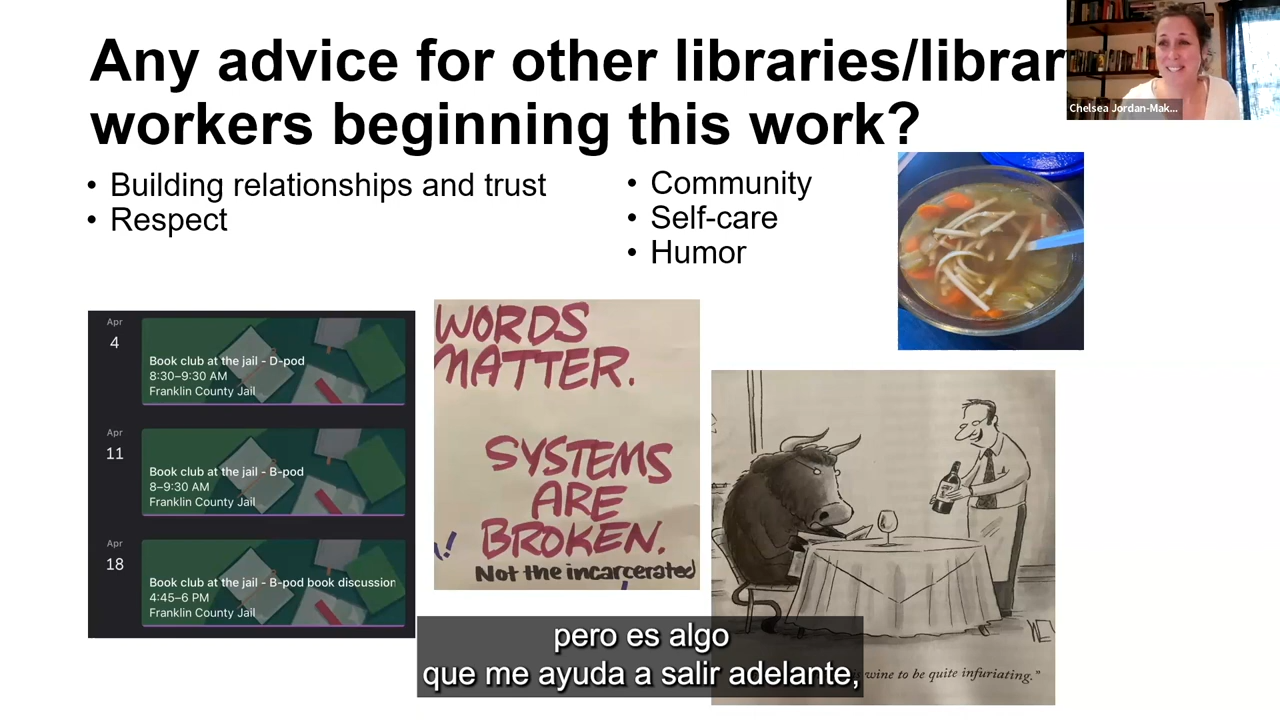 Any advice for other libraries/librar
workers beginning this work?
Chelsea Jordan-Mak...
• Building relationships and trust
• Respect
• Community
• Self-care
• Humor
Apr
4
Book club at the jail - D-pod
8:30–9:30 AM
Franklin County Jail
Apr
11
Book club at the jail - B-pod
8–9:30 AM
Franklin County Jail
Apr
18
Book club at the jail - B-pod book discussion
4:45–6 PM
Franklin County Jail
WORDS
MATTER.
SYSTEMS
ARE
BROKEN.
Not the incarcerated
wine to be quite infuriating."
pero es algo
que me ayuda a salir adelante,